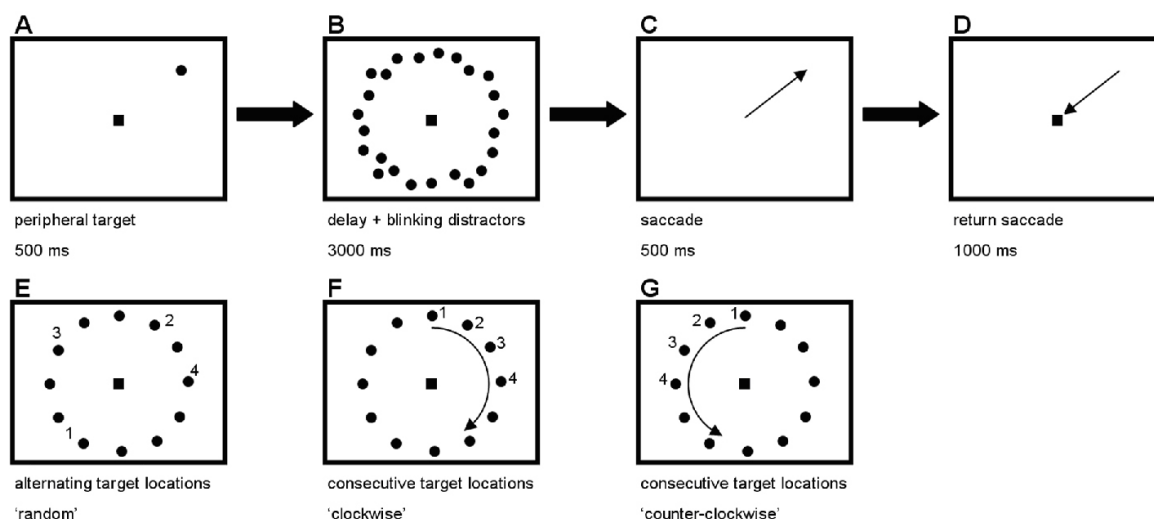 A
B
C
D
peripheral target
500 ms
delay + blinking distractors
3000 ms
saccade
500 ms
return saccade
1000 ms
E
3
2
4
1
alternating target locations
'random'
F
1
2
3
4
consecutive target locations
'clockwise'
G
1
2
3
4
consecutive target locations
'counter-clockwise'